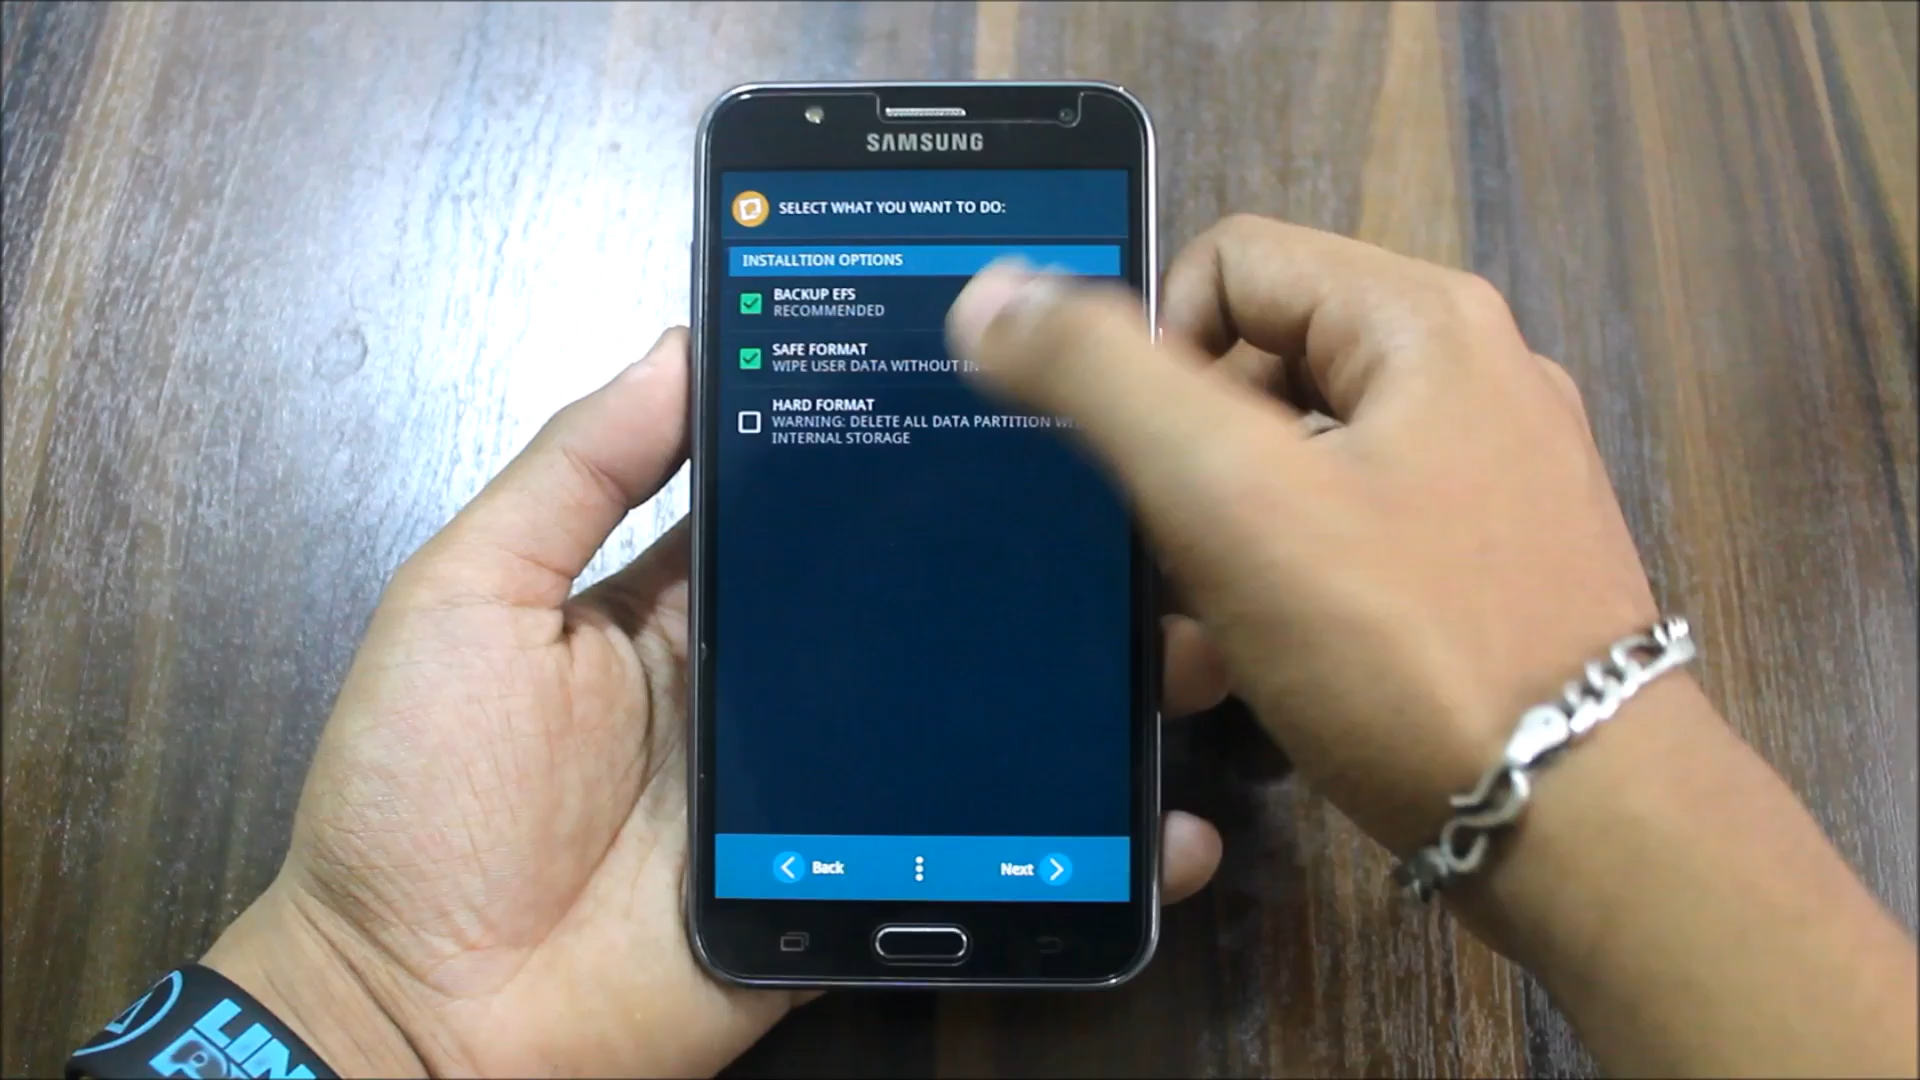 SAMSUNG
SELECT WHAT YOU WANT TO DO:
INSTALLTION OPTIONS
BACKUP EFS
RECOMMENDED
SAFE FORMAT
WIPE USER DATA WITHOUT
HARD FORMAT
WARNING: DELETE ALL DATA PARTITION
INTERNAL STORAGE
Back
Next
LIN